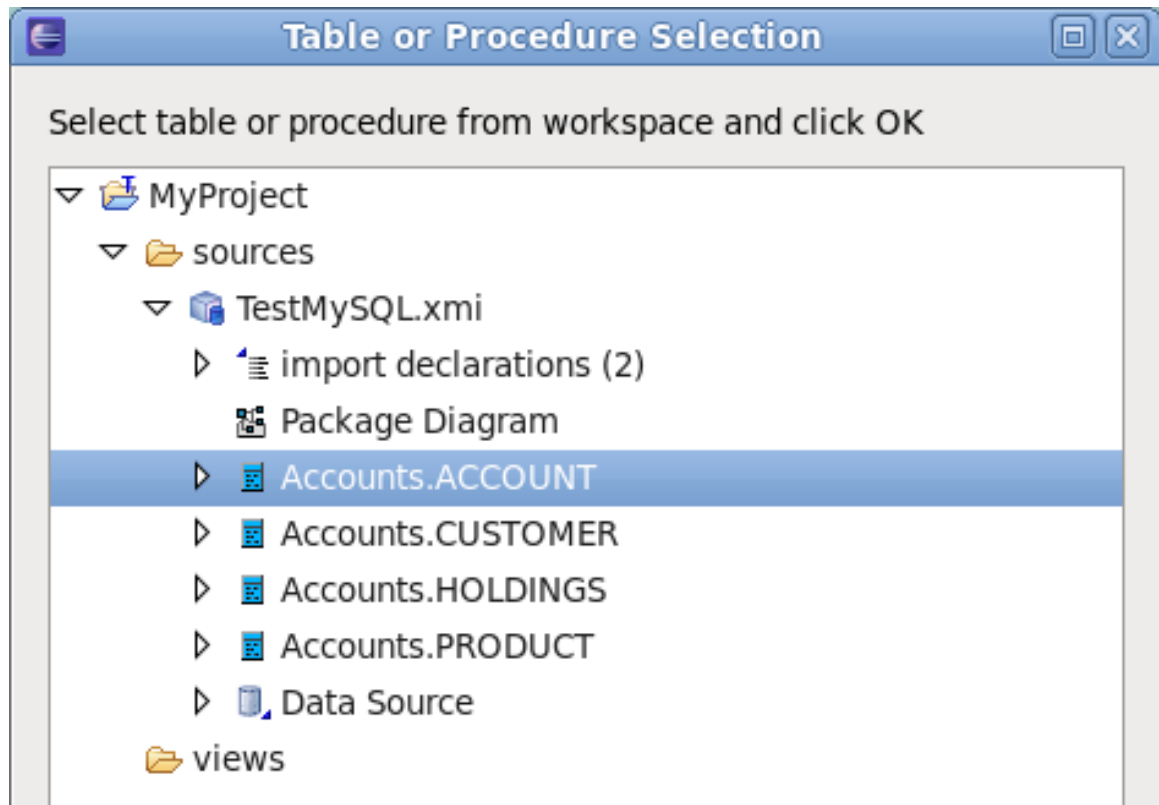 Table or Procedure Selection
Select table or procedure from workspace and click OK
MyProject
sources
TestMySQL.xmi
import declarations (2)
Package Diagram
Accounts.ACCOUNT
Accounts.CUSTOMER
Accounts.HOLDINGS
Accounts.PRODUCT
Data Source
views